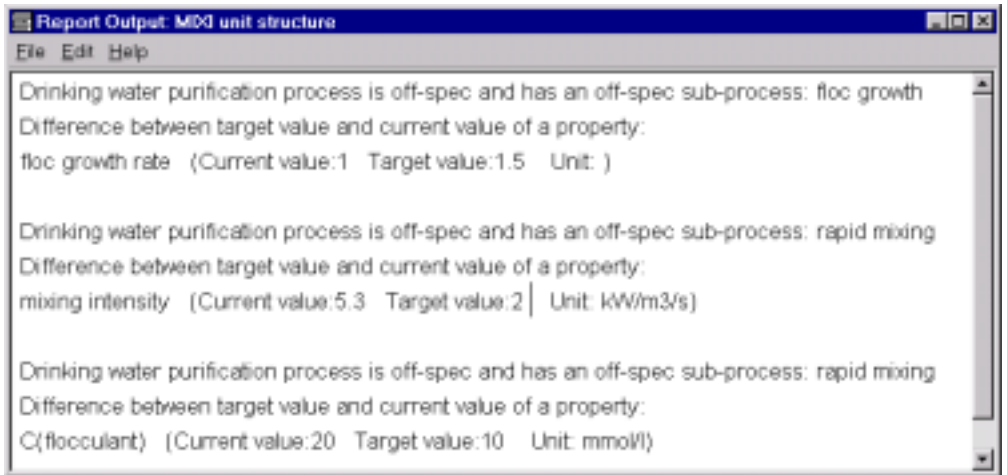 Report Output: MIXI unit structure
File Edit Help
Drinking water purification process is off-spec and has an off-spec sub-process: floc growth
Difference between target value and current value of a property:
floc growth rate (Current value:1 Target value:1.5 Unit: )
Drinking water purification process is off-spec and has an off-spec sub-process: rapid mixing
Difference between target value and current value of a property:
mixing intensity (Current value:5.3 Target value:2 Unit: kW/m3/s)
Drinking water purification process is off-spec and has an off-spec sub-process: rapid mixing
Difference between target value and current value of a property:
C(flocculant) (Current value:20 Target value:10 Unit: mmol/l)